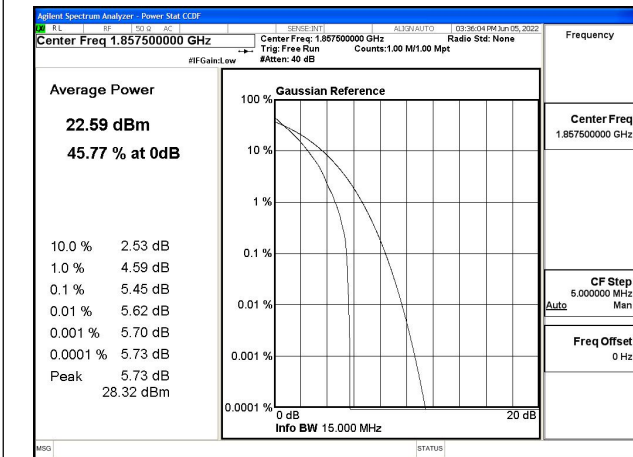 Agilent Spectrum Analyzer - Power Stat CCDF
RL RF 50 Ω AC SENSE:INT ALIGNAUTO 03:36:04 PM Jun 05, 2022
Center Freq 1.857500000 GHz
Center Freq: 1.857500000 GHz Radio Std: None
Trig: Free Run Counts:1.00 M/1.00 Mpt
#IFGain:Low #Atten: 40 dB
Frequency
Average Power
22.59 dBm
45.77 % at 0dB
10.0 % 2.53 dB
1.0 % 4.59 dB
0.1 % 5.45 dB
0.01 % 5.62 dB
0.001 % 5.70 dB
0.0001 % 5.73 dB
Peak 5.73 dB
28.32 dBm
Gaussian Reference
100 %
10 %
1 %
0.1 %
0.01 %
0.001 %
0.0001 %
0 dB 20 dB
Info BW 15.000 MHz
Center Freq
1.857500000 GHz
CF Step
5.000000 MHz
Auto Man
Freq Offset
0 Hz
MSG STATUS